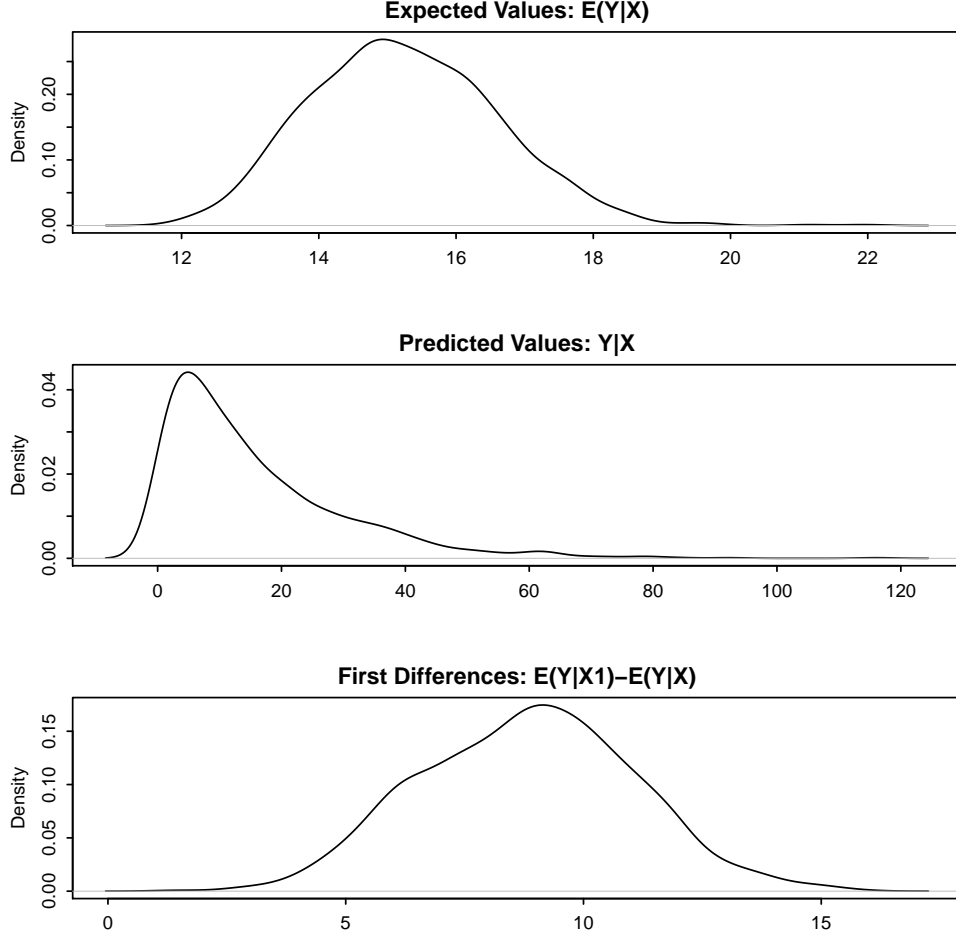 Expected Values: E(Y|X)
Density
0.00 0.10 0.20
12 14 16 18 20 22
Predicted Values: Y|X
Density
0.00 0.02 0.04
0 20 40 60 80 100 120
First Differences: E(Y|X1)−E(Y|X)
Density
0.00 0.05 0.10 0.15
0 5 10 15